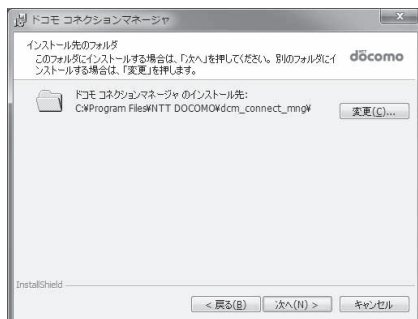 ドコモ コネクションマネージャ
インストール先のフォルダ
このフォルダにインストールする場合は、「次へ」を押してください。別のフォルダにイ
ンストールする場合は、「変更」を押します。
döcomo
ドコモ コネクションマネージャ のインストール先:
C:¥Program Files¥NTT DOCOMO¥dcm_connect_mng¥
変更(C)...
InstallShield
< 戻る(B)
次へ(N) >
キャンセル